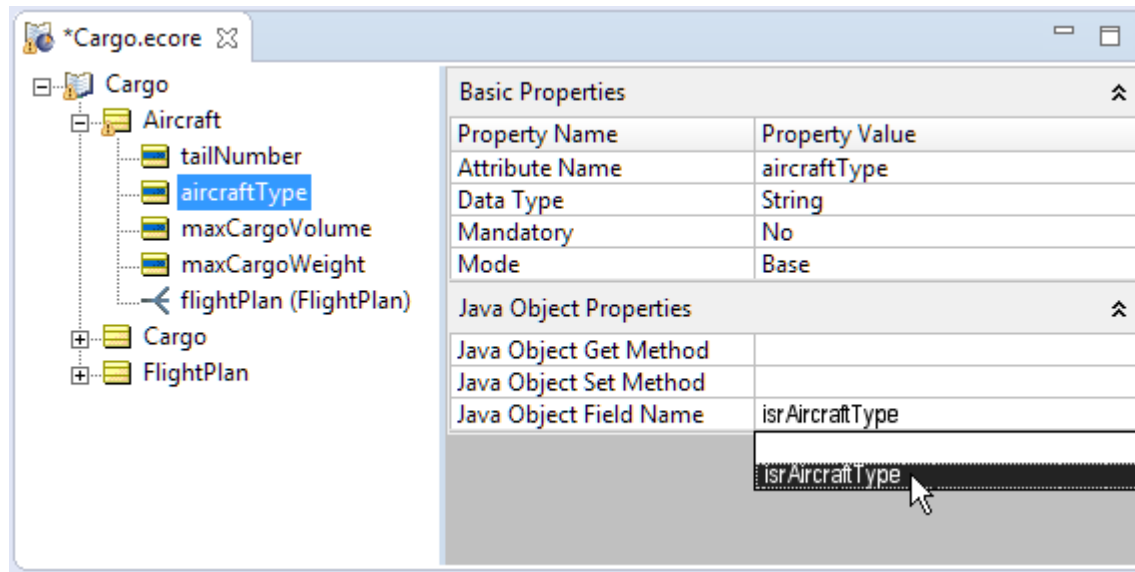 *Cargo.ecore
Cargo
Aircraft
tailNumber
aircraftType
maxCargoVolume
maxCargoWeight
flightPlan (FlightPlan)
Cargo
FlightPlan
Basic Properties
Property Name Property Value
Attribute Name aircraftType
Data Type String
Mandatory No
Mode Base
Java Object Properties
Java Object Get Method
Java Object Set Method
Java Object Field Name isrAircraftType
isrAircraftType